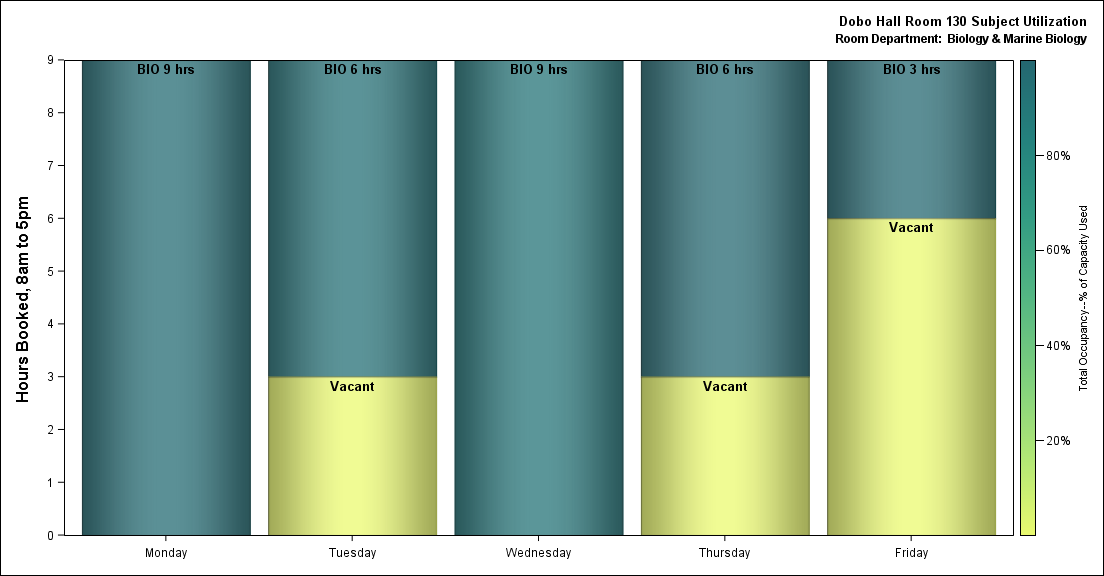 Dobo Hall Room 130 Subject Utilization
Room Department: Biology & Marine Biology
Hours Booked, 8am to 5pm
9
8
7
6
5
4
3
2
1
0
BIO 9 hrs
BIO 6 hrs
Vacant
BIO 9 hrs
BIO 6 hrs
Vacant
BIO 3 hrs
Vacant
Monday
Tuesday
Wednesday
Thursday
Friday
80%
60%
40%
20%
Total Occupancy--% of Capacity Used